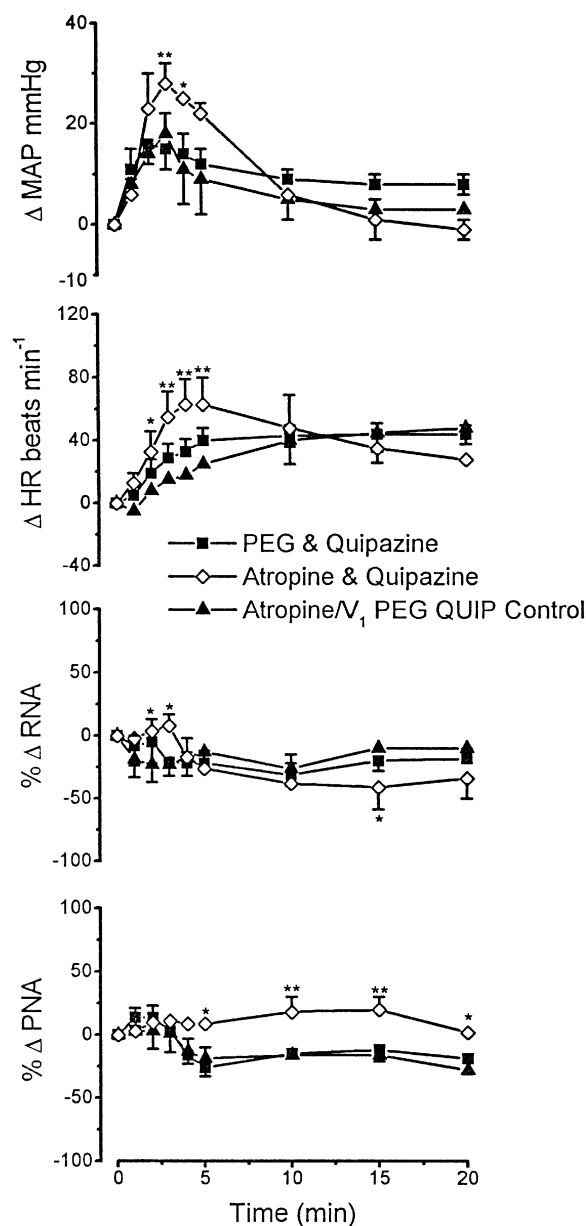 40
20
0
-10
Δ MAP mmHg
** *
120
80
40
0
-40
Δ HR beats min⁻¹
* ** ** **
PEG & Quipazine
Atropine & Quipazine
Atropine/V₁ PEG QUIP Control
100
50
0
-50
-100
% Δ RNA
* *
*
100
50
0
-50
-100
% Δ PNA
* ** ** *
0 5 10 15 20
Time (min)